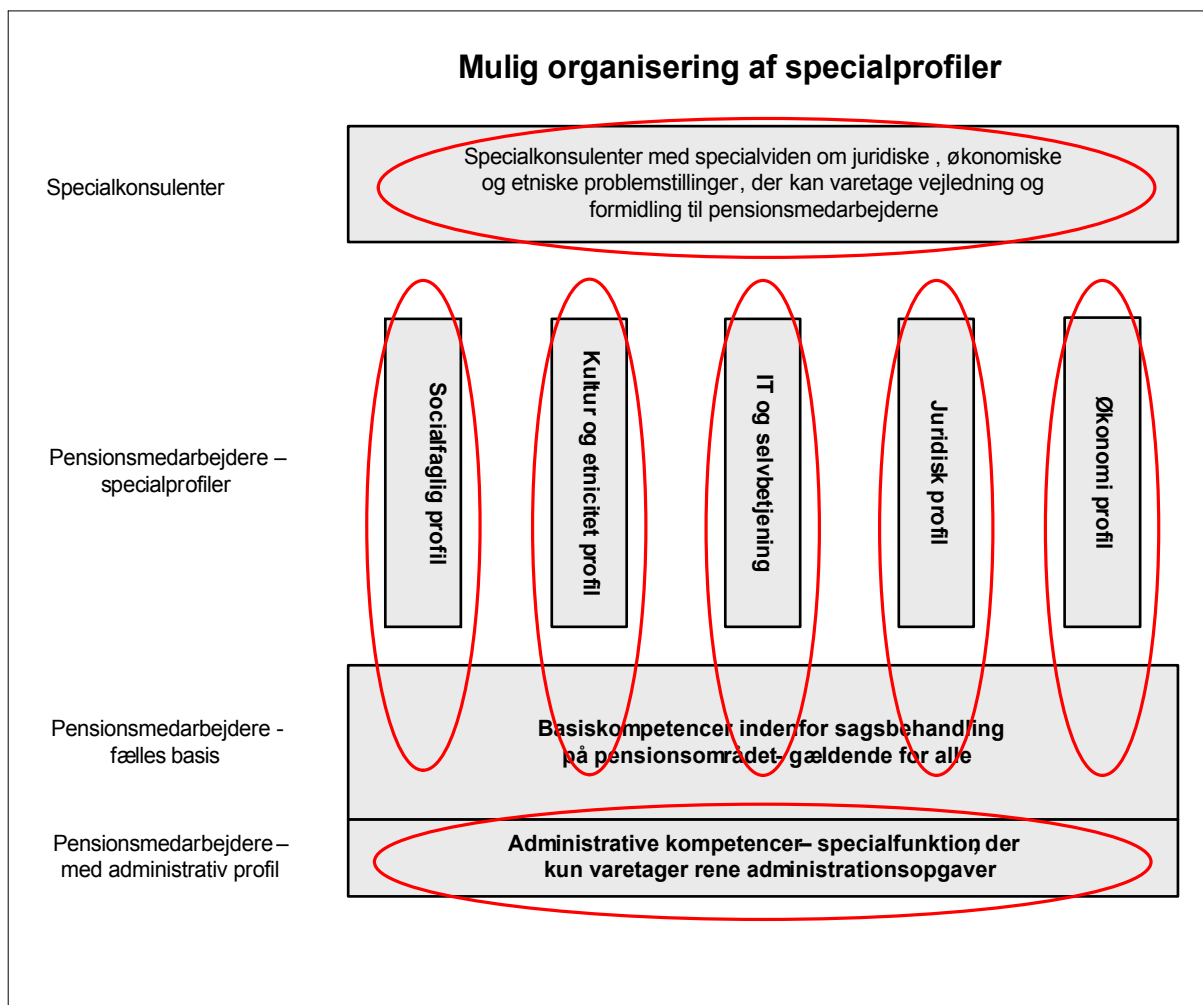 Mulig organisering af specialprofiler
Specialkonsulenter
Specialkonsulenter med specialviden om juridiske , økonomiske
og etniske problemstillinger, der kan varetage vejledning og
formidling til pensionsmedarbejderne
Pensionsmedarbejdere –
specialprofiler
Socialfaglig profil
Kultur og etnicitet profil
IT og selvbetjening
Juridisk profil
Økonomi profil
Pensionsmedarbejdere -
fælles basis
Basiskompetencer indenfor sagsbehandling
på pensionsområdet- gældende for alle
Pensionsmedarbejdere –
med administrativ profil
Administrative kompetencer– specialfunktion, der
kun varetager rene administrationsopgaver